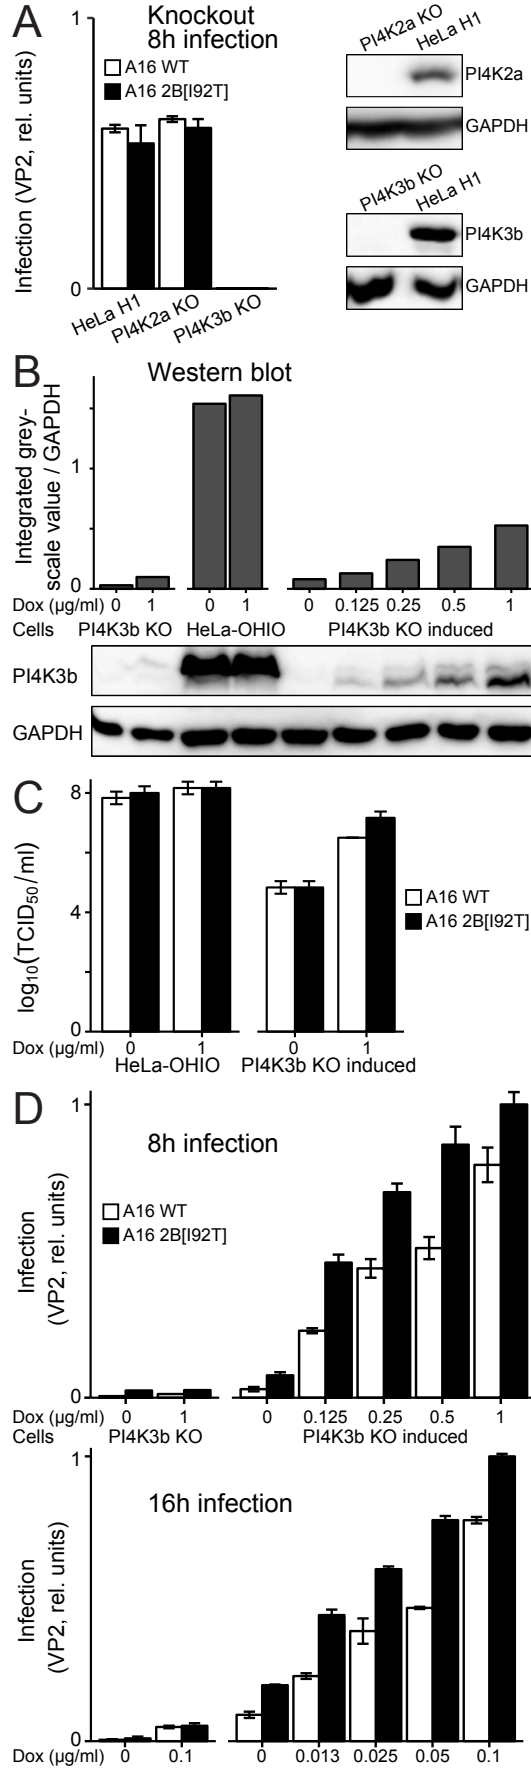 A
Knockout
8h infection
1
A16 WT
A16 2B[I92T]
Infection (VP2, rel. units)
0
HeLa H1
PI4K2a KO
PI4K3b KO
PI4K2a KO
HeLa H1
PI4K2a
GAPDH
PI4K3b KO
HeLa H1
PI4K3b
GAPDH
B
Western blot
Integrated grey-
scale value / GAPDH
1
0
Dox (µg/ml) 0 1 0 1 0 0.125 0.25 0.5 1
Cells PI4K3b KO HeLa-OHIO PI4K3b KO induced
PI4K3b
GAPDH
C
log10(TCID50/ml)
8
4
0
A16 WT
A16 2B[I92T]
Dox (µg/ml) 0 1 0 1
HeLa-OHIO PI4K3b KO induced
D
1
8h infection
A16 WT
A16 2B[I92T]
Infection
(VP2, rel. units)
0
Dox (µg/ml) 0 1 0 0.125 0.25 0.5 1
Cells PI4K3b KO PI4K3b KO induced
1
16h infection
Infection
(VP2, rel. units)
0
Dox (µg/ml) 0 0.1 0 0.013 0.025 0.05 0.1